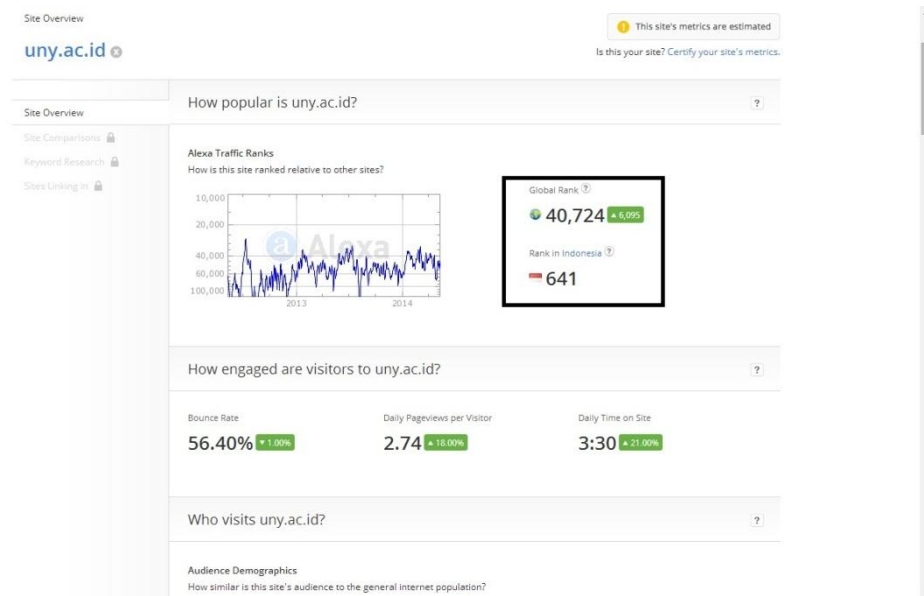 Site Overview
This site's metrics are estimated
uny.ac.id
Is this your site? Certify your site's metrics.
Site Overview
Site Comparisons
Keyword Research
Sites Linking In
How popular is uny.ac.id?
?
Alexa Traffic Ranks
How is this site ranked relative to other sites?
10,000
20,000
40,000
60,000
100,000
a Alexa
2013
2014
Global Rank ?
40,724 6,095
Rank in Indonesia ?
641
How engaged are visitors to uny.ac.id?
?
Bounce Rate
56.40% 1.00%
Daily Pageviews per Visitor
2.74 18.00%
Daily Time on Site
3:30 21.00%
Who visits uny.ac.id?
?
Audience Demographics
How similar is this site's audience to the general internet population?